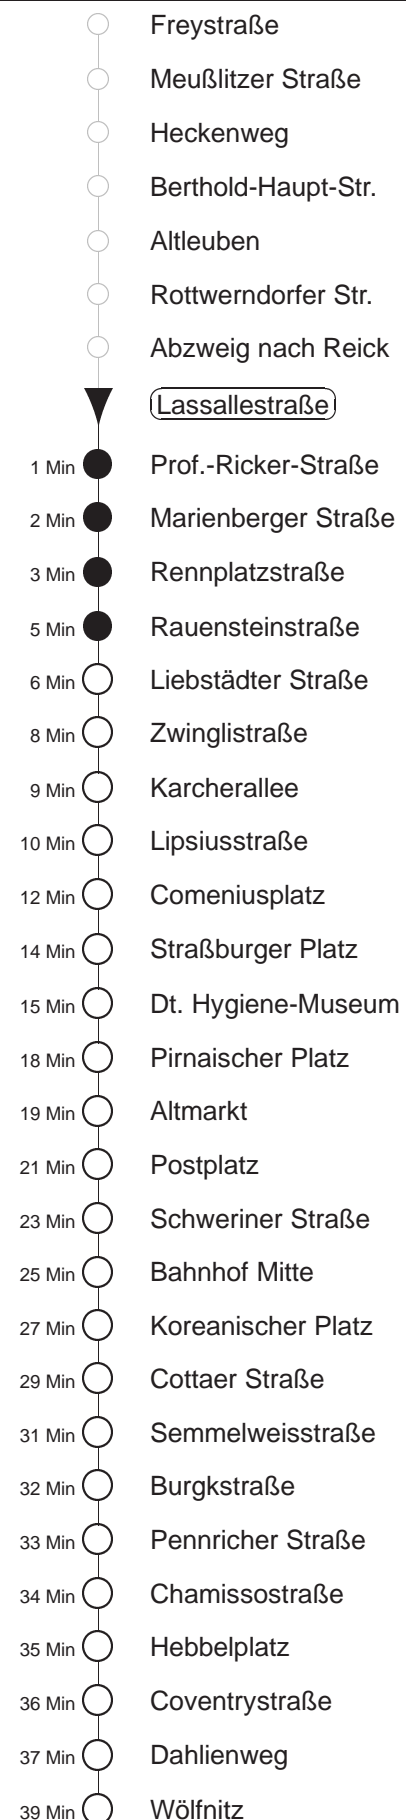 Freystraße
Meußlitzer Straße
Heckenweg
Berthold-Haupt-Str.
Altleuben
Rottwerndorfer Str.
Abzweig nach Reick
Lassallestraße
1 Min Prof.-Ricker-Straße
2 Min Marienberger Straße
3 Min Rennplatzstraße
5 Min Rauensteinstraße
6 Min Liebstädter Straße
8 Min Zwinglistraße
9 Min Karcherallee
10 Min Lipsiusstraße
12 Min Comeniusplatz
14 Min Straßburger Platz
15 Min Dt. Hygiene-Museum
18 Min Pirnaischer Platz
19 Min Altmarkt
21 Min Postplatz
23 Min Schweriner Straße
25 Min Bahnhof Mitte
27 Min Koreanischer Platz
29 Min Cottaer Straße
31 Min Semmelweisstraße
32 Min Burgkstraße
33 Min Pennricher Straße
34 Min Chamissostraße
35 Min Hebbelplatz
36 Min Coventrystraße
37 Min Dahlienweg
39 Min Wölfnitz